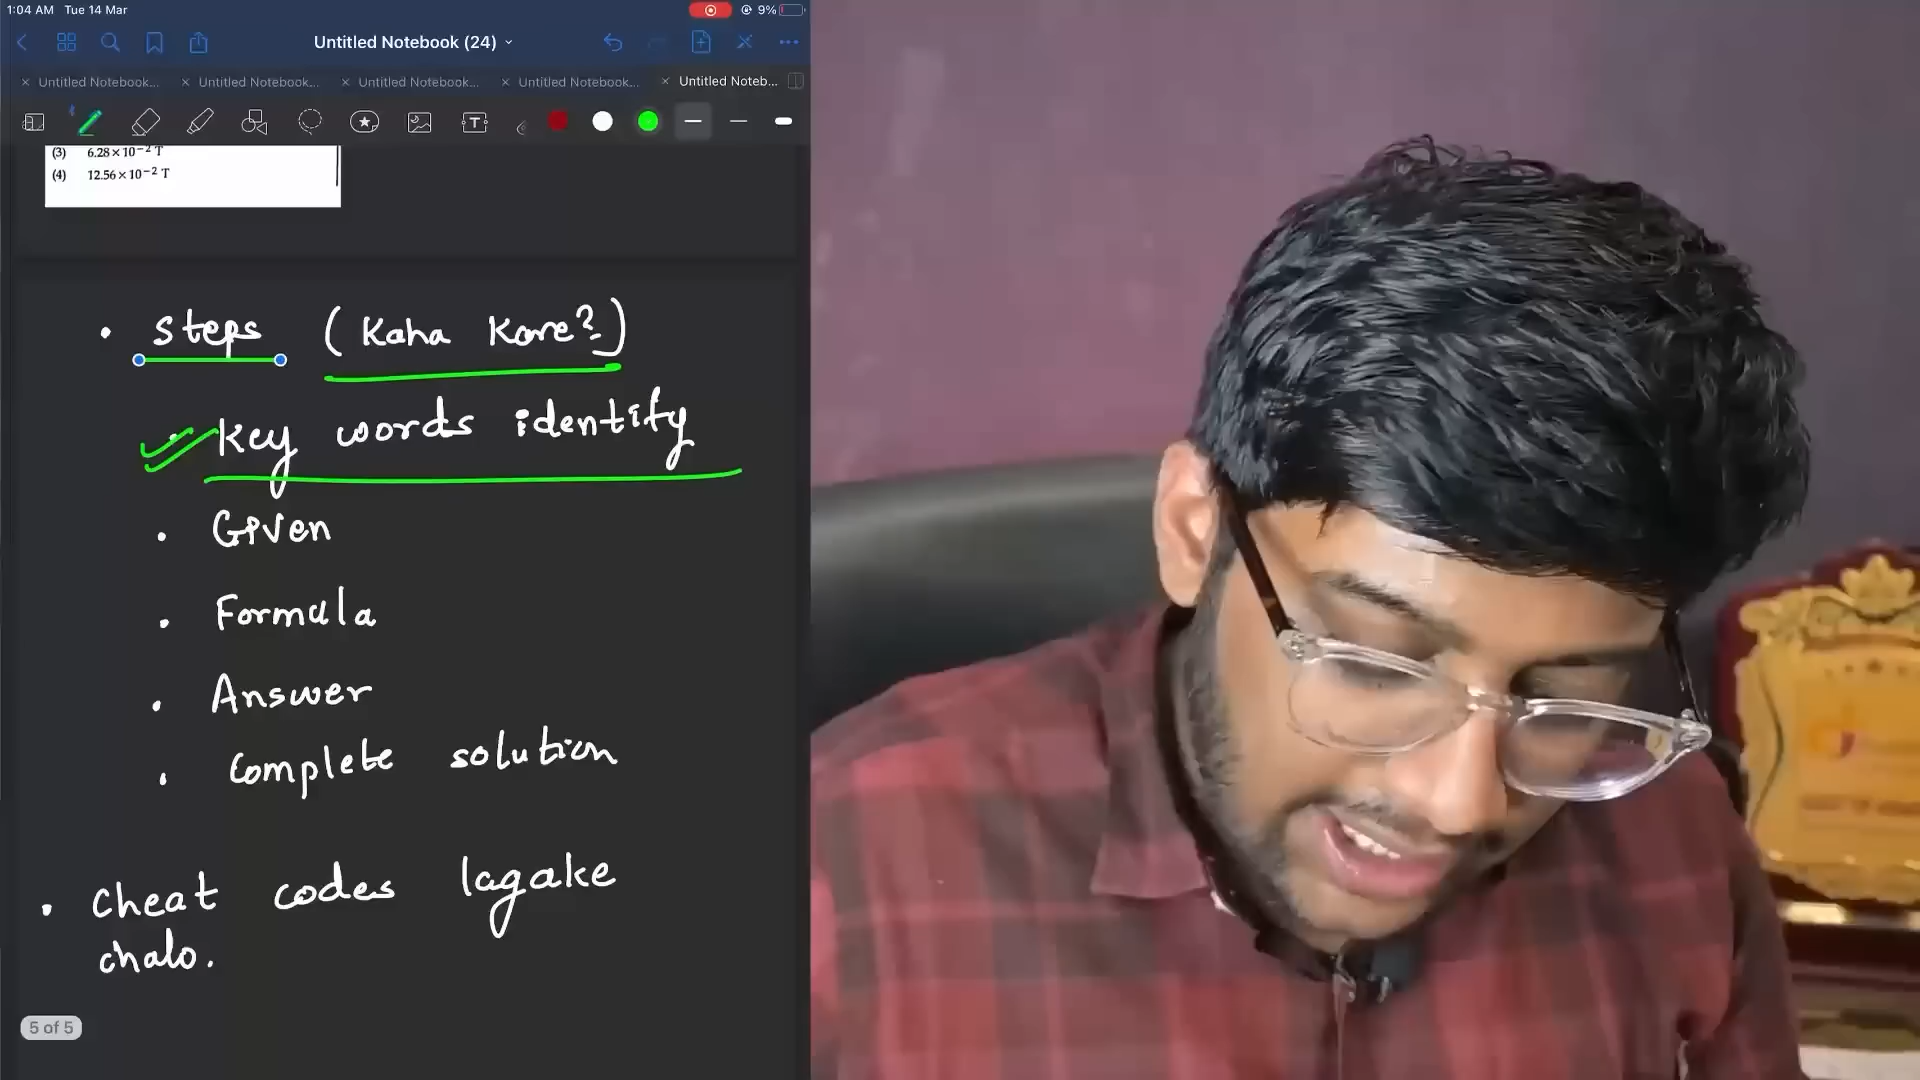 1:04 AM Tue 14 Mar 9%
Untitled Notebook (24)
Untitled Notebook... Untitled Notebook... Untitled Notebook... Untitled Notebook... Untitled Noteb...
(3) 6.28 × 10⁻² T
(4) 12.56 × 10⁻² T
• Steps (Kaha Kare?)
• Key words identify
• Given
• Formula
• Answer
• Complete solution
• Cheat codes lagake
chalo.
5 of 5